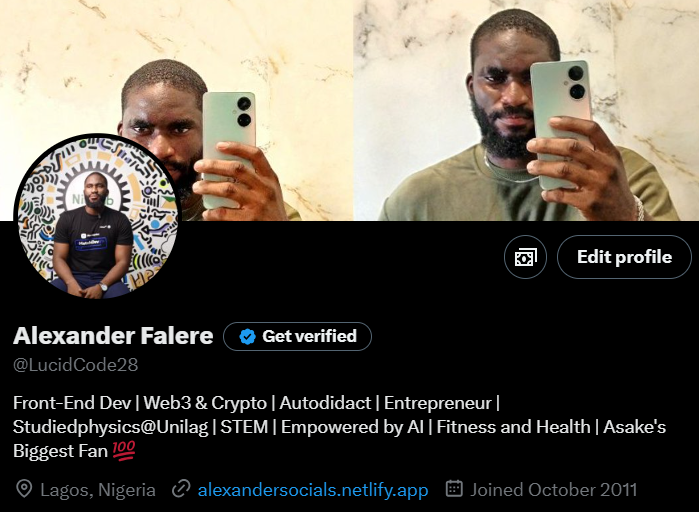 Edit profile
Alexander Falere
Get verified
@LucidCode28
Front-End Dev | Web3 & Crypto | Autodidact | Entrepreneur |
Studiedphysics@Unilag | STEM | Empowered by AI | Fitness and Health | Asake's
Biggest Fan 💯
Lagos, Nigeria
alexandersocials.netlify.app
Joined October 2011